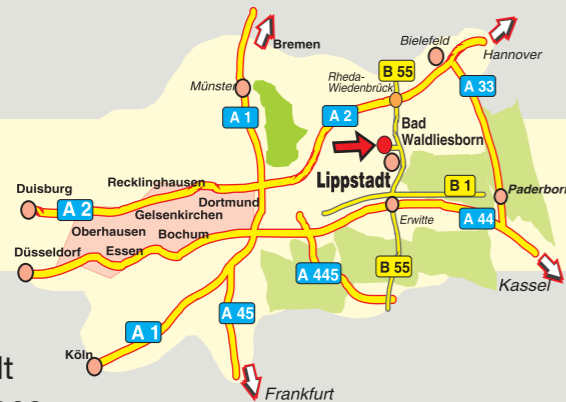 Bremen
Bielefeld
Hannover
Münster
Rheda-
Wiedenbrück
B 55
A 33
A 1
A 2
Bad
Waldliesborn
Lippstadt
Recklinghausen
B 1
Paderborn
Duisburg
A 2
Dortmund
Gelsenkirchen
Erwitte
A 44
Oberhausen
Bochum
Düsseldorf
Essen
A 445
B 55
Kassel
A 1
A 45
Köln
Frankfurt